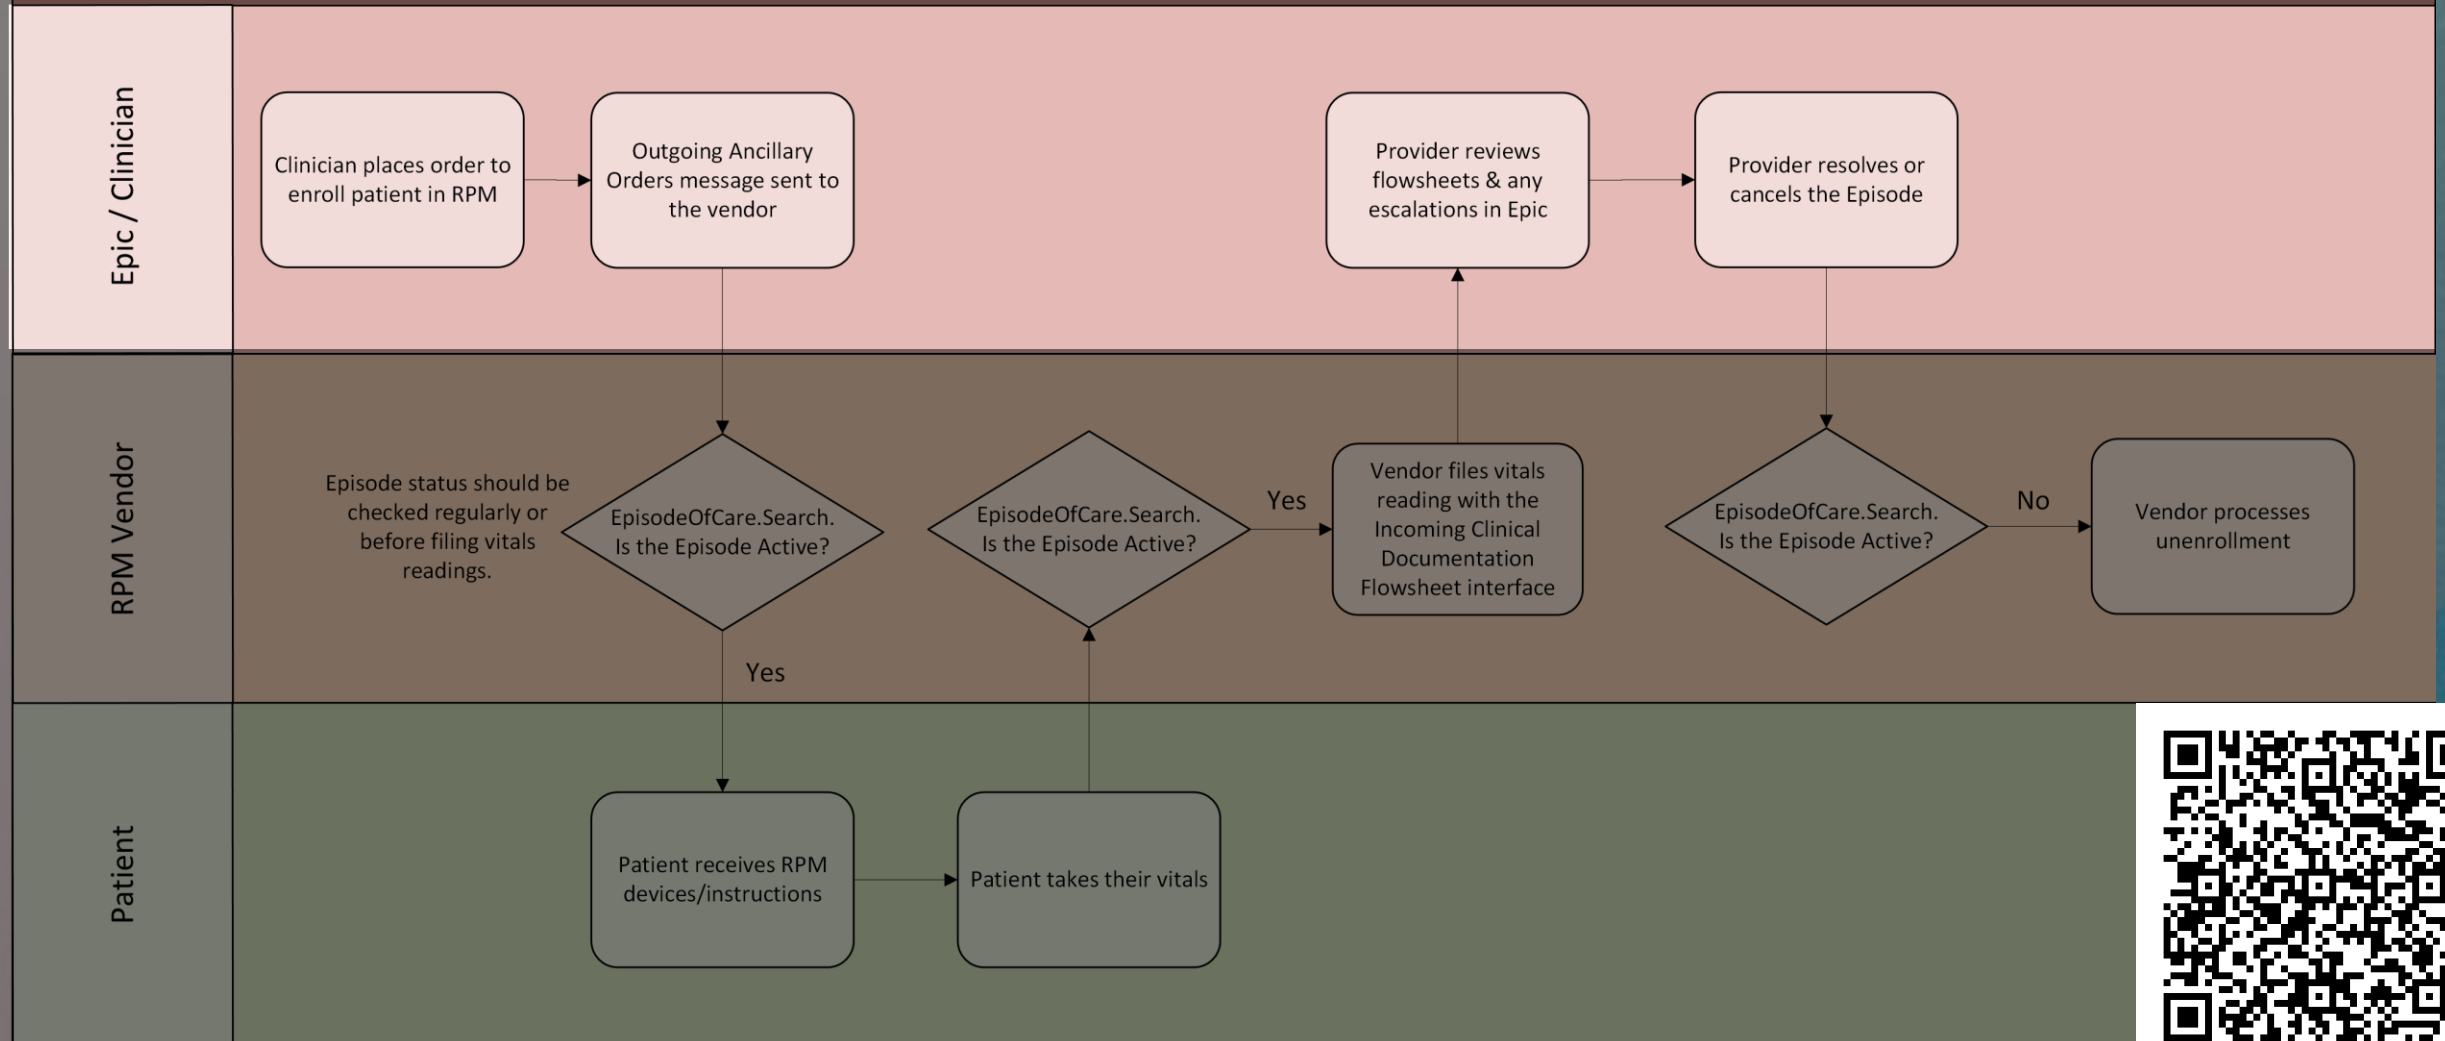 Epic / Clinician
Clinician places order to
enroll patient in RPM
Outgoing Ancillary
Orders message sent to
the vendor
Provider reviews
flowsheets & any
escalations in Epic
Provider resolves or
cancels the Episode
RPM Vendor
Episode status should be
checked regularly or
before filing vitals
readings.
EpisodeOfCare.Search.
Is the Episode Active?
Yes
EpisodeOfCare.Search.
Is the Episode Active?
Yes
Vendor files vitals
reading with the
Incoming Clinical
Documentation
Flowsheet interface
EpisodeOfCare.Search.
Is the Episode Active?
No
Vendor processes
unenrollment
Patient
Patient receives RPM
devices/instructions
Patient takes their vitals